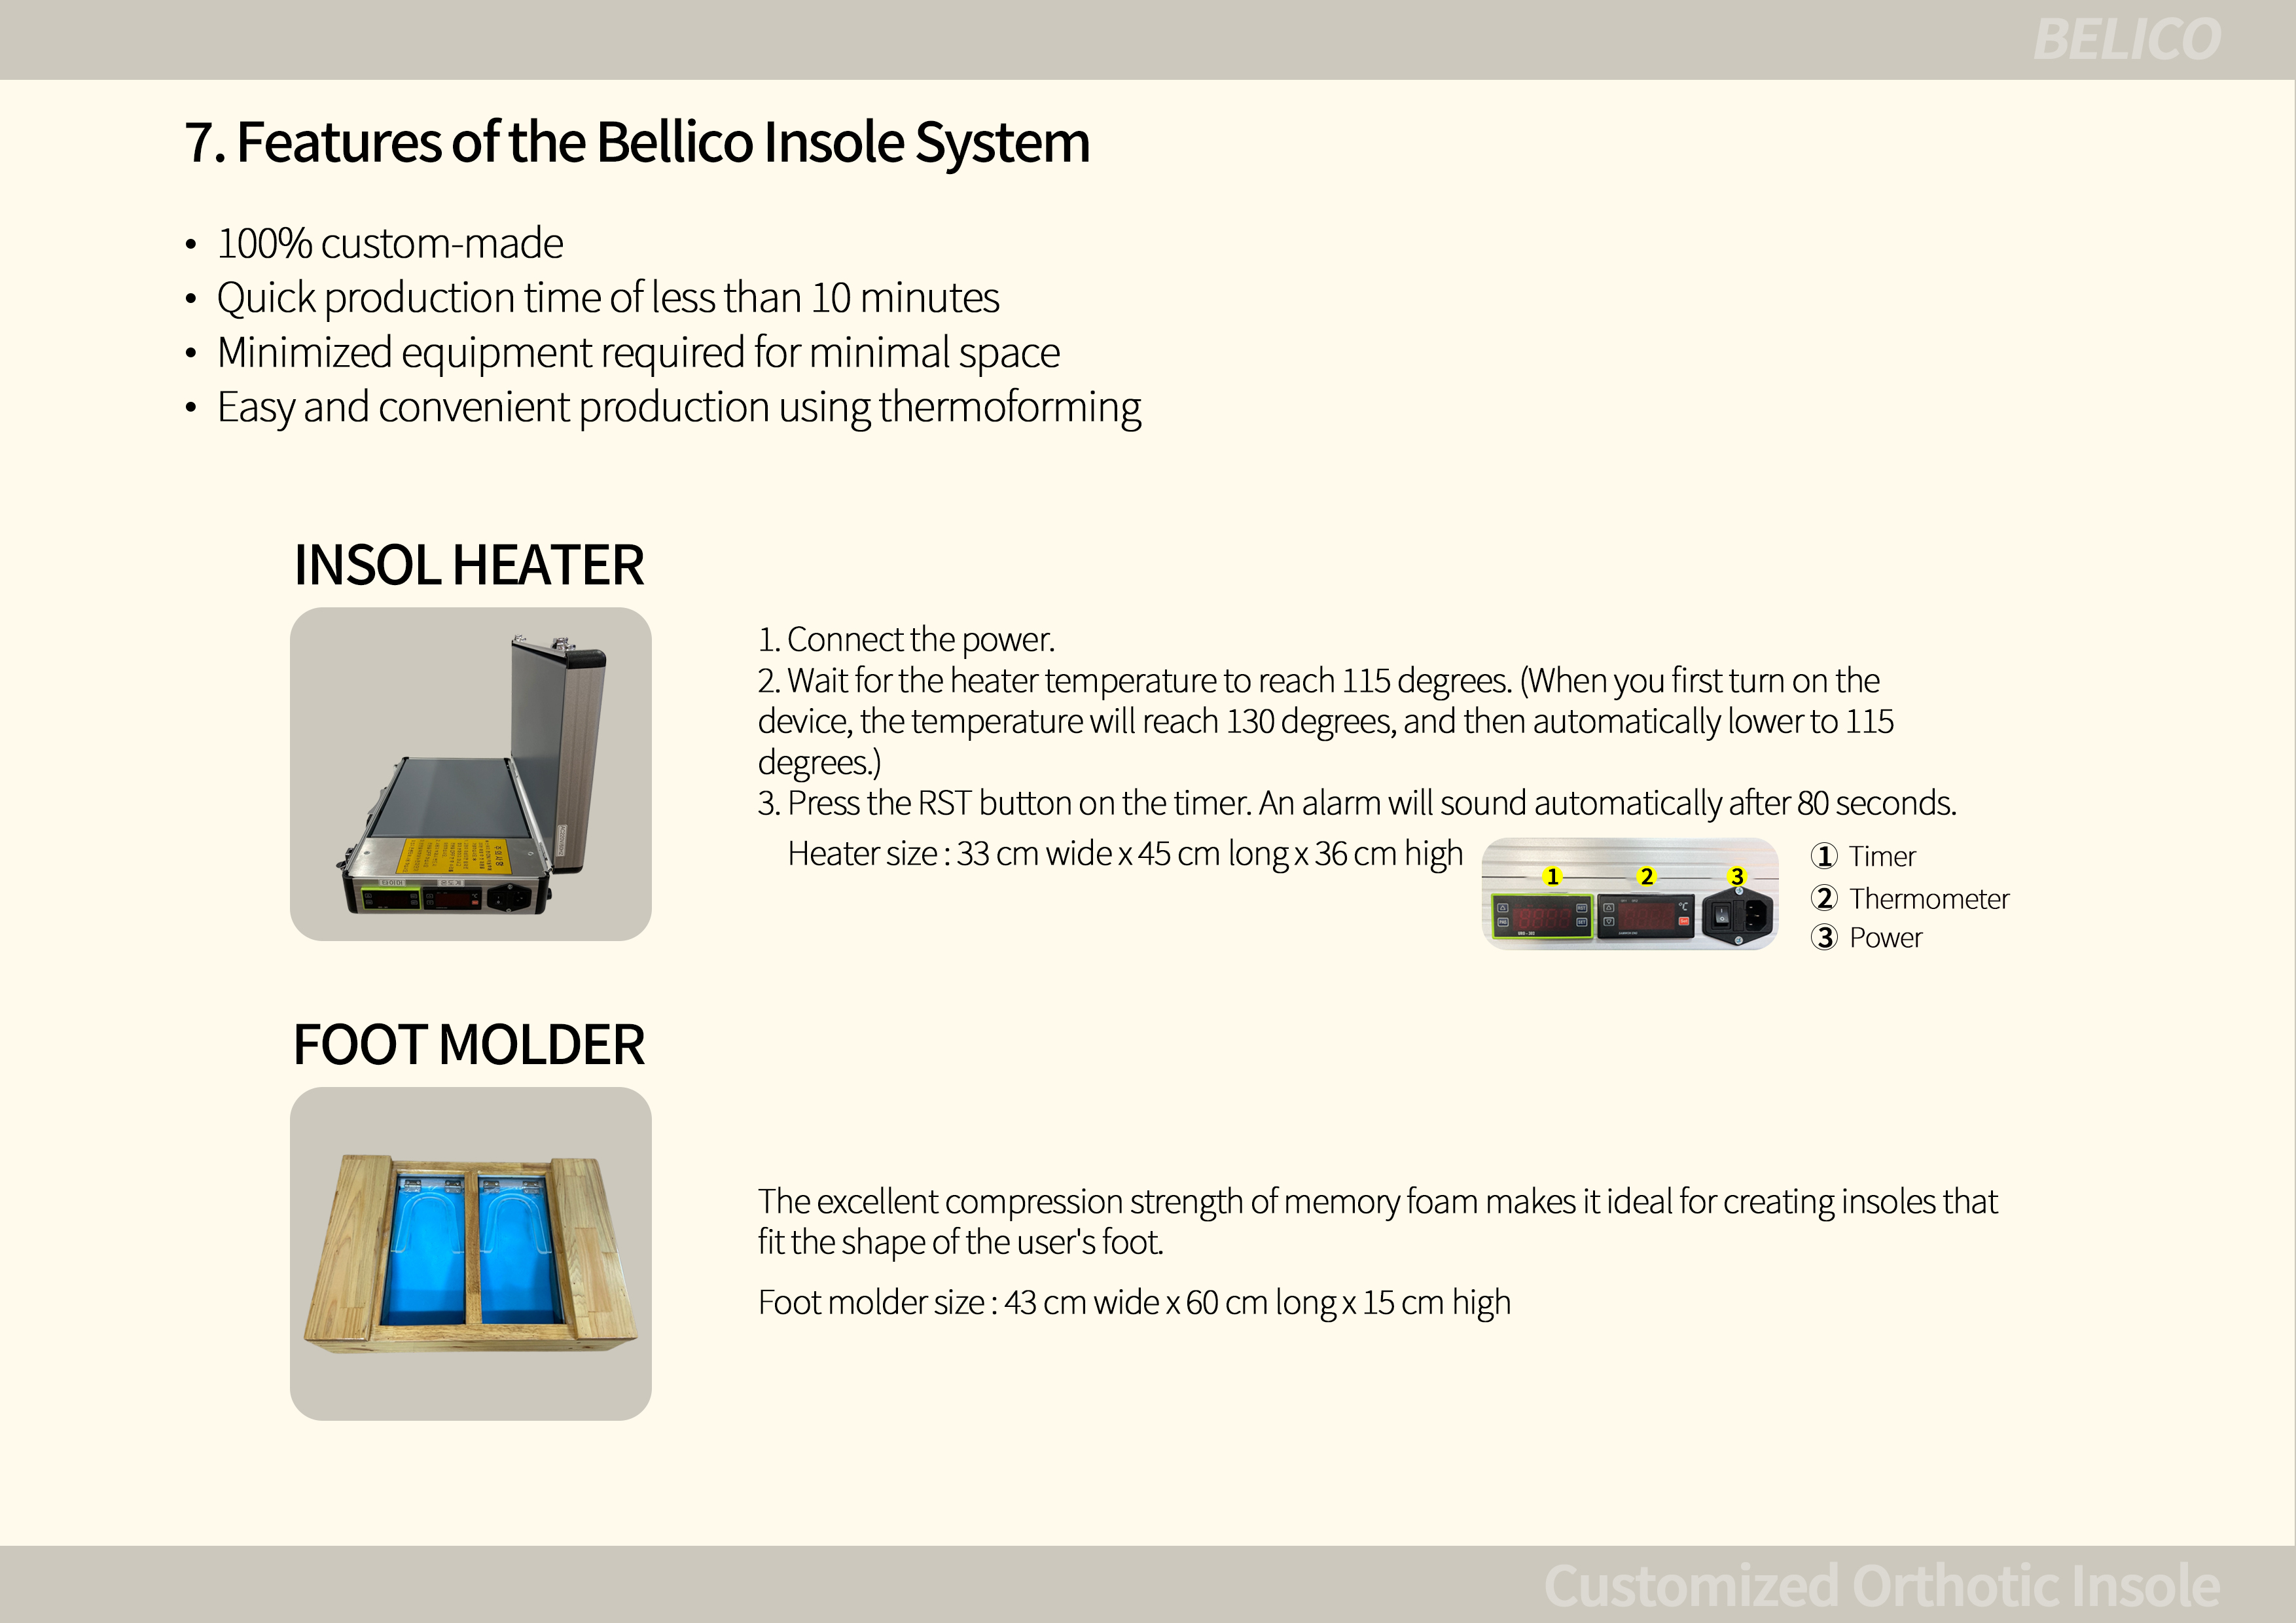 BELICO
7. Features of the Bellico Insole System
• 100% custom-made
• Quick production time of less than 10 minutes
• Minimized equipment required for minimal space
• Easy and convenient production using thermoforming
INSOL HEATER
1. Connect the power.
2. Wait for the heater temperature to reach 115 degrees. (When you first turn on the
device, the temperature will reach 130 degrees, and then automatically lower to 115
degrees.)
3. Press the RST button on the timer. An alarm will sound automatically after 80 seconds.
Heater size : 33 cm wide x 45 cm long x 36 cm high
1 2 3
°C
① Timer
② Thermometer
③ Power
FOOT MOLDER
The excellent compression strength of memory foam makes it ideal for creating insoles that
fit the shape of the user's foot.
Foot molder size : 43 cm wide x 60 cm long x 15 cm high
Customized Orthotic Insole